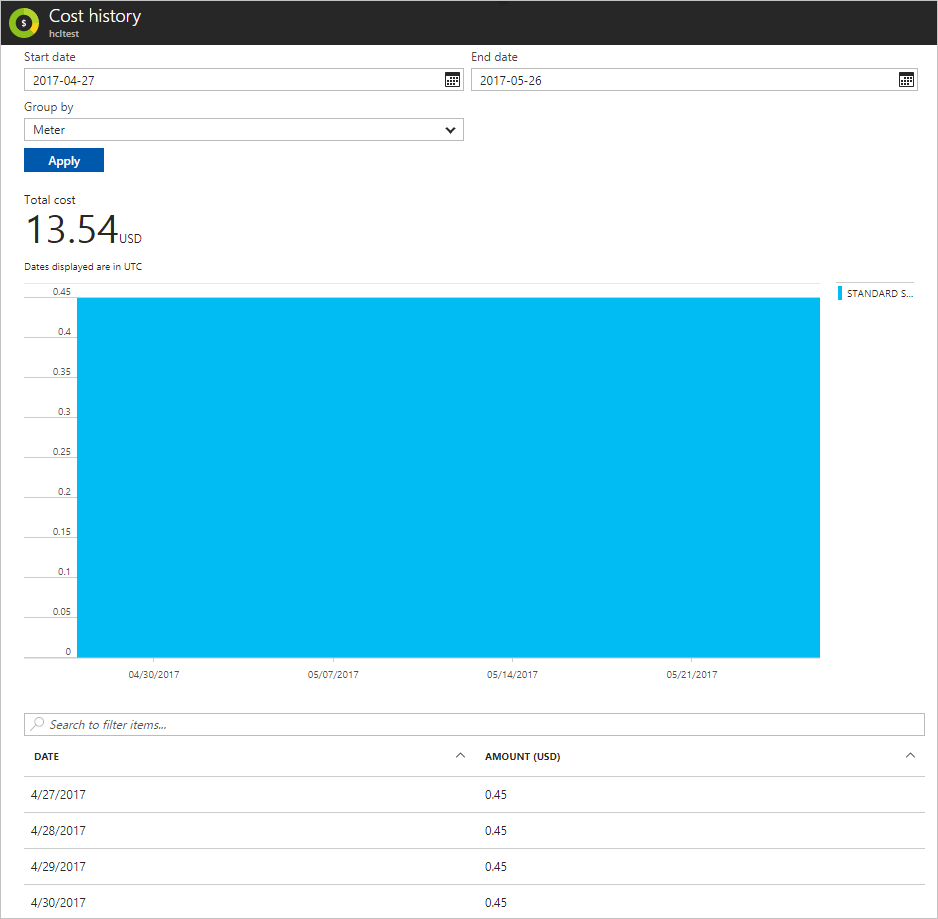 Cost history
hcltest
Start date
End date
2017-04-27
2017-05-26
Group by
Meter
Apply
Total cost
13.54USD
Dates displayed are in UTC
0.45
STANDARD S...
0.4
0.35
0.3
0.25
0.2
0.15
0.1
0.05
0
04/30/2017 05/07/2017 05/14/2017 05/21/2017
Search to filter items...
DATE AMOUNT (USD)
4/27/2017 0.45
4/28/2017 0.45
4/29/2017 0.45
4/30/2017 0.45